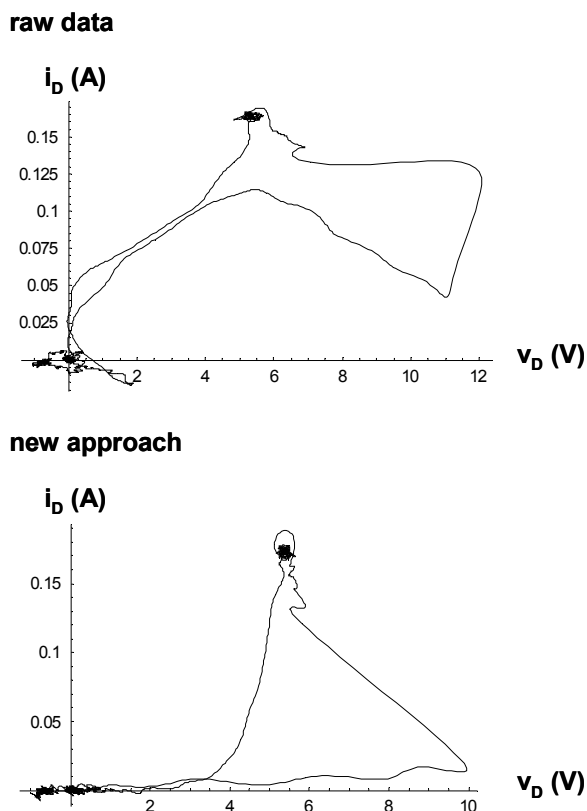 raw data
i_D (A)
0.15
0.125
0.1
0.075
0.05
0.025
2 4 6 8 10 12
v_D (V)
new approach
i_D (A)
0.15
0.1
0.05
2 4 6 8 10
v_D (V)